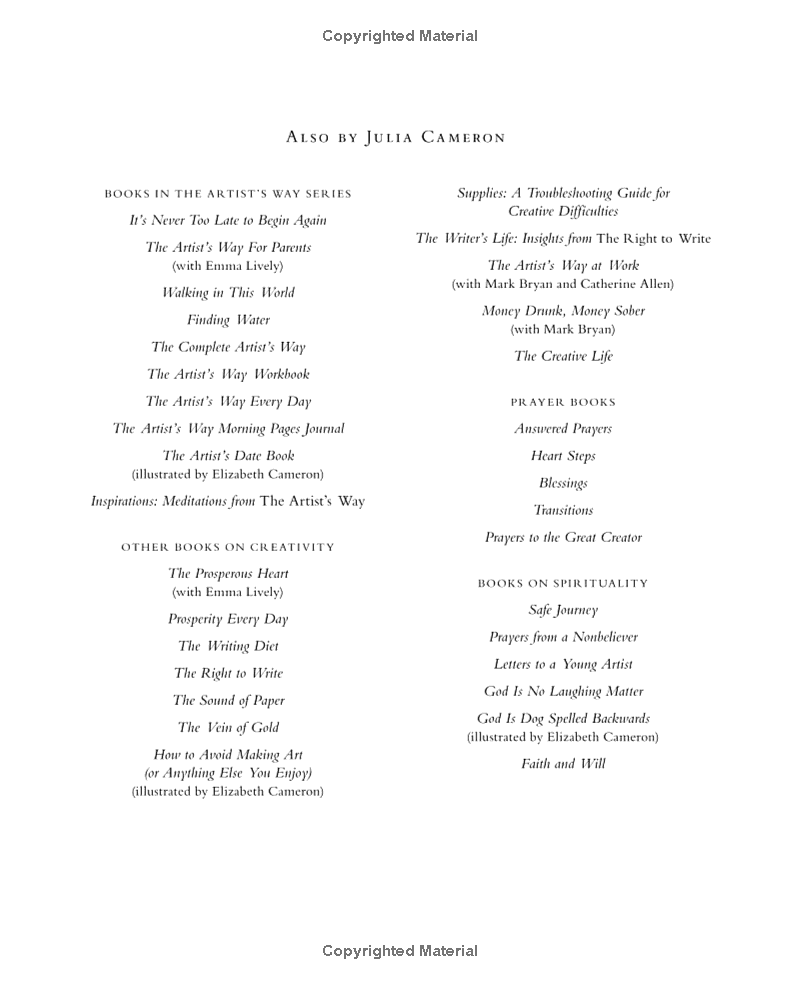 Copyrighted Material
Also by Julia Cameron
BOOKS IN THE ARTIST'S WAY SERIES
It's Never Too Late to Begin Again
The Artist's Way For Parents
(with Emma Lively)
Walking in This World
Finding Water
The Complete Artist's Way
The Artist's Way Workbook
The Artist's Way Every Day
The Artist's Way Morning Pages Journal
The Artist's Date Book
(illustrated by Elizabeth Cameron)
Inspirations: Meditations from The Artist's Way
OTHER BOOKS ON CREATIVITY
The Prosperous Heart
(with Emma Lively)
Prosperity Every Day
The Writing Diet
The Right to Write
The Sound of Paper
The Vein of Gold
How to Avoid Making Art
(or Anything Else You Enjoy)
(illustrated by Elizabeth Cameron)
Supplies: A Troubleshooting Guide for
Creative Difficulties
The Writer's Life: Insights from The Right to Write
The Artist's Way at Work
(with Mark Bryan and Catherine Allen)
Money Drunk, Money Sober
(with Mark Bryan)
The Creative Life
PRAYER BOOKS
Answered Prayers
Heart Steps
Blessings
Transitions
Prayers to the Great Creator
BOOKS ON SPIRITUALITY
Safe Journey
Prayers from a Nonbeliever
Letters to a Young Artist
God Is No Laughing Matter
God Is Dog Spelled Backwards
(illustrated by Elizabeth Cameron)
Faith and Will
Copyrighted Material